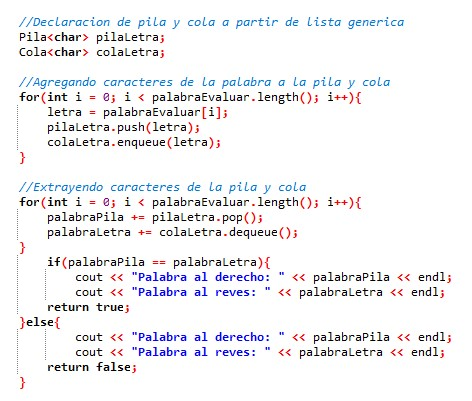 //Declaracion de pila y cola a partir de lista generica
Pila<char> pilaLetra;
Cola<char> colaLetra;
//Agregando caracteres de la palabra a la pila y cola
for(int i = 0; i < palabraEvaluar.length(); i++){
letra = palabraEvaluar[i];
pilaLetra.push(letra);
colaLetra.enqueue(letra);
}
//Extrayendo caracteres de la pila y cola
for(int i = 0; i < palabraEvaluar.length(); i++){
palabraPila += pilaLetra.pop();
palabraLetra += colaLetra.dequeue();
}
if(palabraPila == palabraLetra){
cout << "Palabra al derecho: " << palabraPila << endl;
cout << "Palabra al reves: " << palabraLetra << endl;
return true;
}else{
cout << "Palabra al derecho: " << palabraPila << endl;
cout << "Palabra al reves: " << palabraLetra << endl;
return false;
}